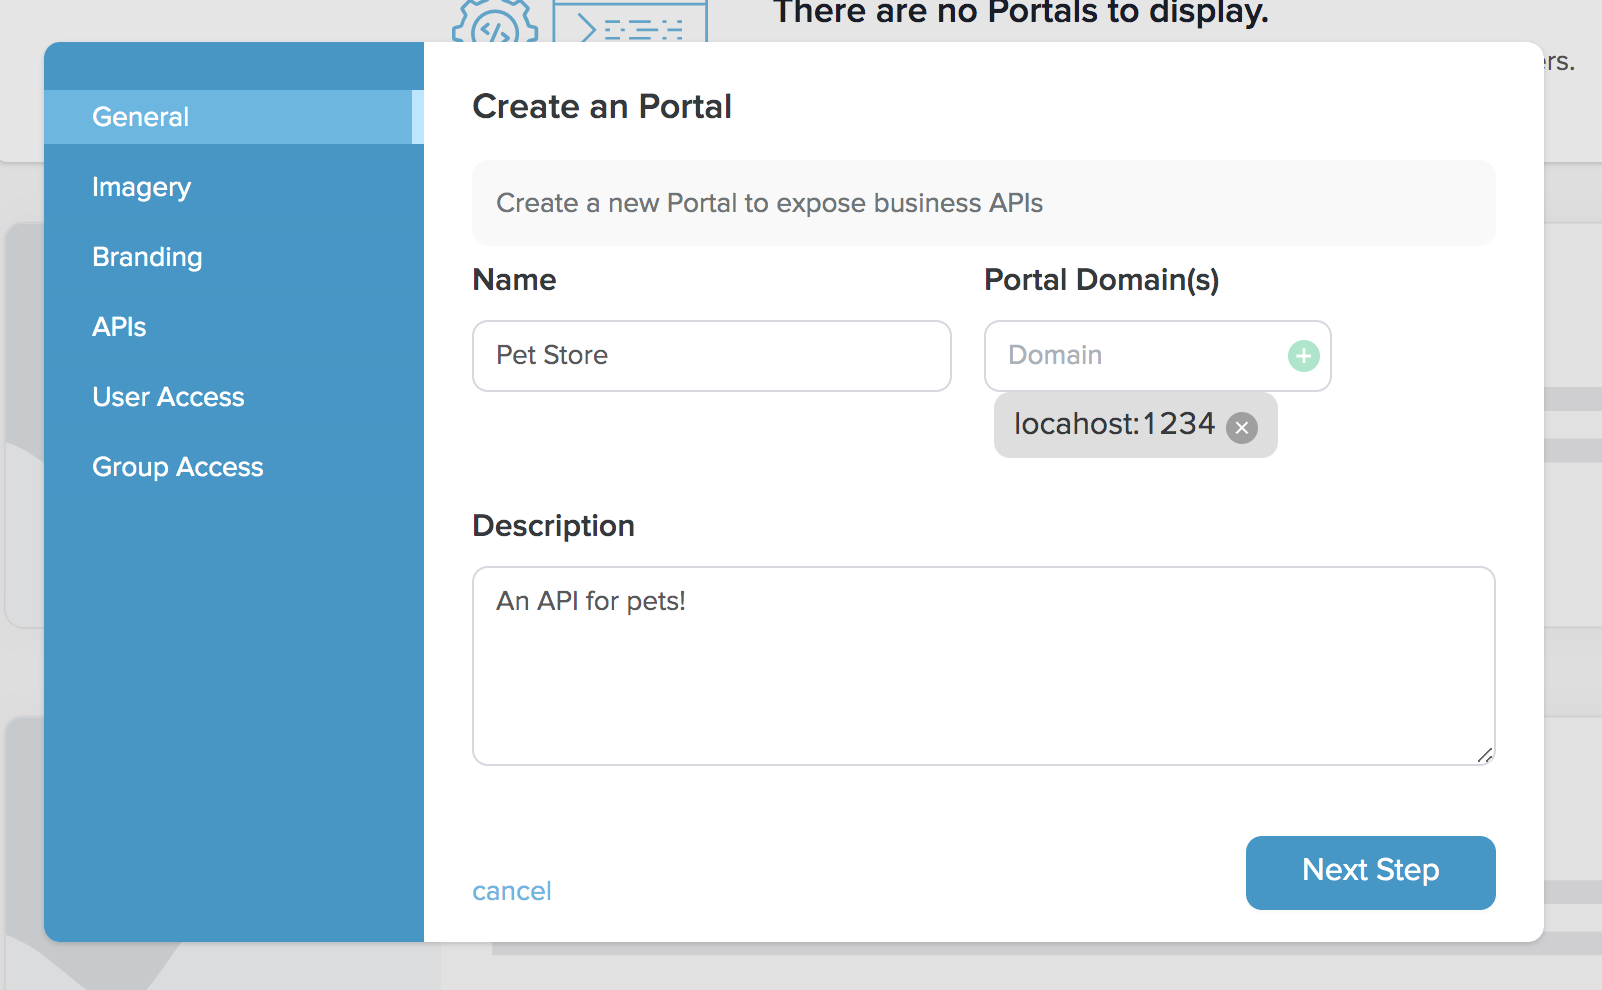 There are no Portals to display.
ers.
General
Imagery
Branding
APIs
User Access
Group Access
Create an Portal
Create a new Portal to expose business APIs
Name
Portal Domain(s)
Pet Store
Domain
locahost:1234
Description
An API for pets!
cancel
Next Step